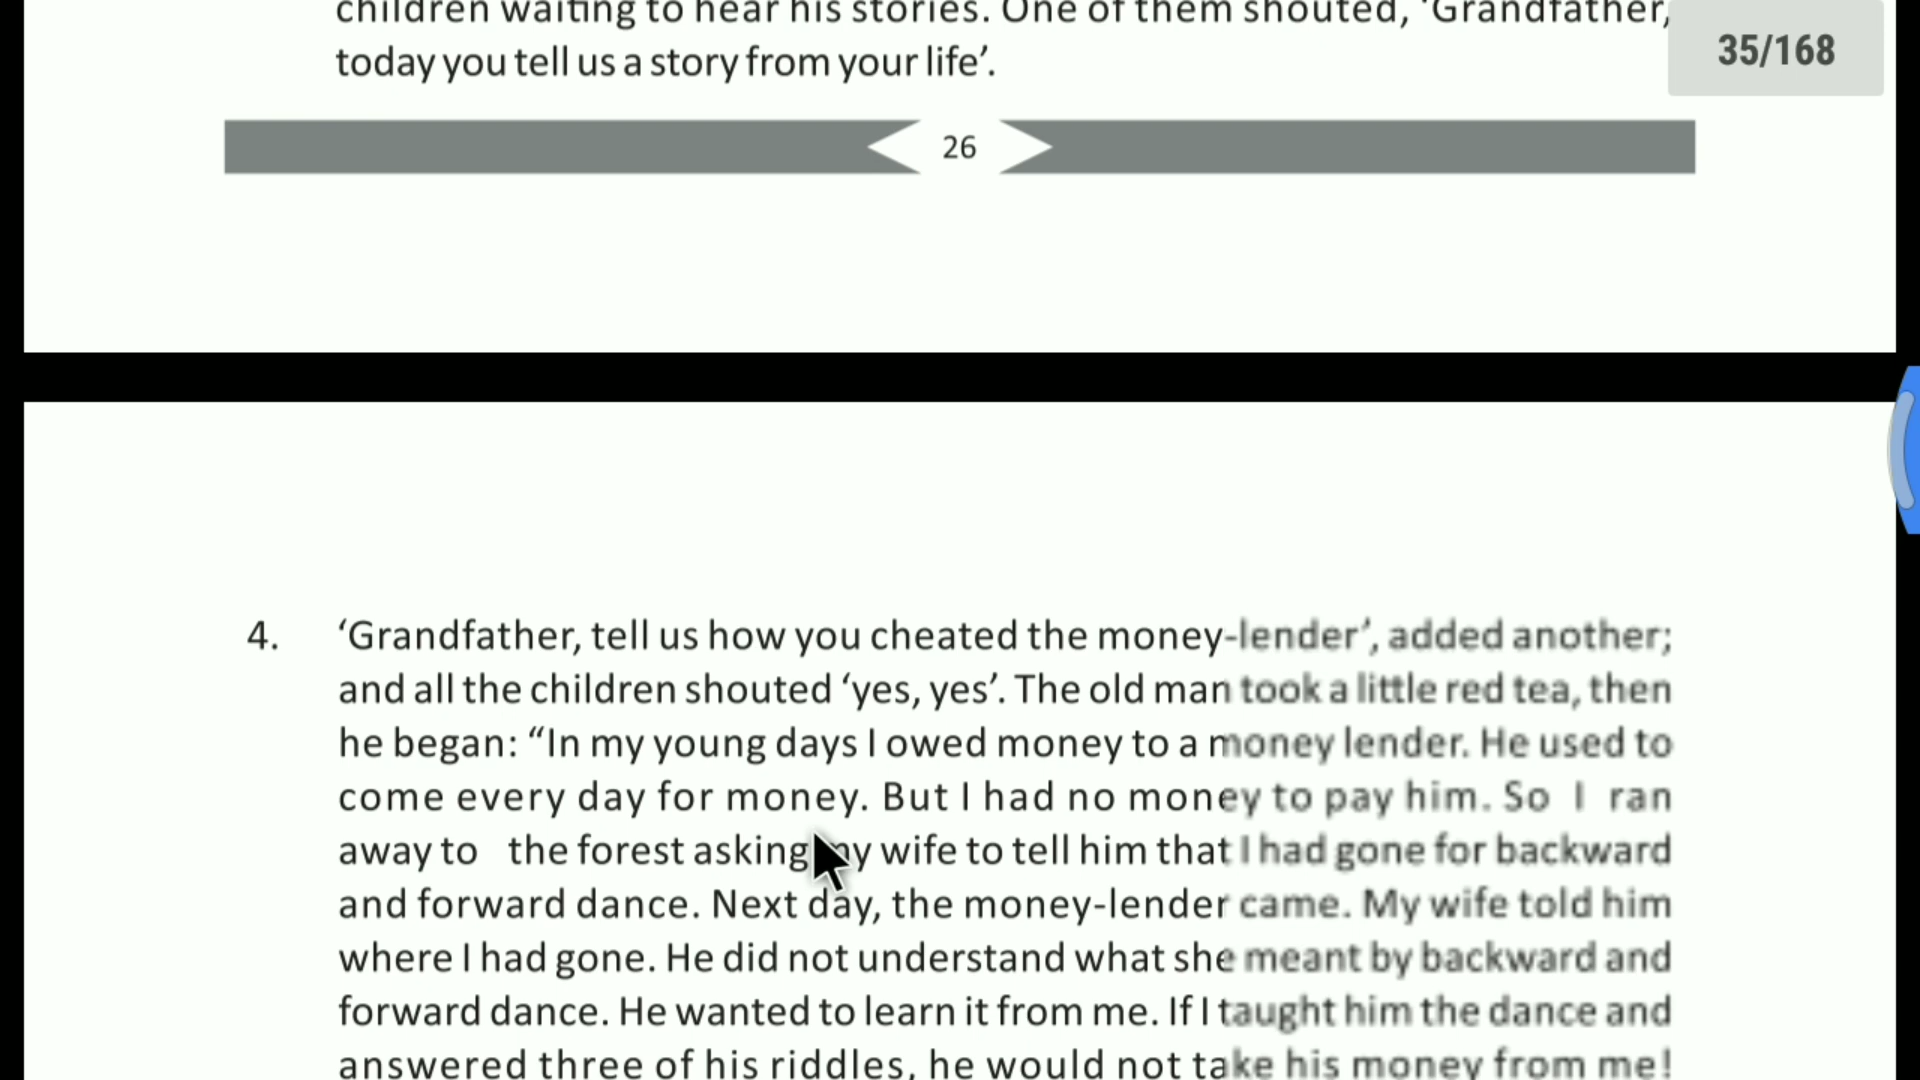 children waiting to hear his stories. One of them shouted, 'Grandfather,
35/168
today you tell us a story from your life'.
26
4. 'Grandfather, tell us how you cheated the money-lender', added another;
and all the children shouted 'yes, yes'. The old man took a little red tea, then
he began: “In my young days I owed money to a money lender. He used to
come every day for money. But I had no money to pay him. So I ran
away to the forest asking my wife to tell him that I had gone for backward
and forward dance. Next day, the money-lender came. My wife told him
where I had gone. He did not understand what she meant by backward and
forward dance. He wanted to learn it from me. If I taught him the dance and
answered three of his riddles, he would not take his money from me!